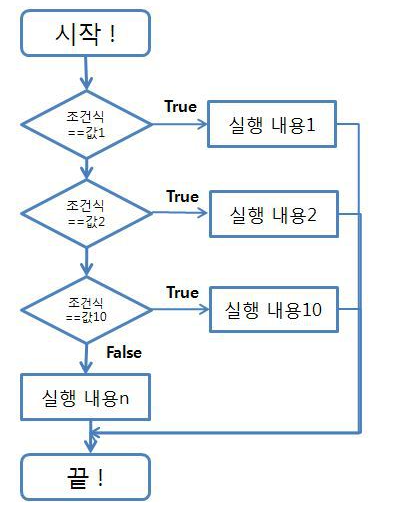 시작 !
조건식
==값1
True
실행 내용1
조건식
==값2
True
실행 내용2
조건식
==값10
True
실행 내용10
False
실행 내용n
끝 !